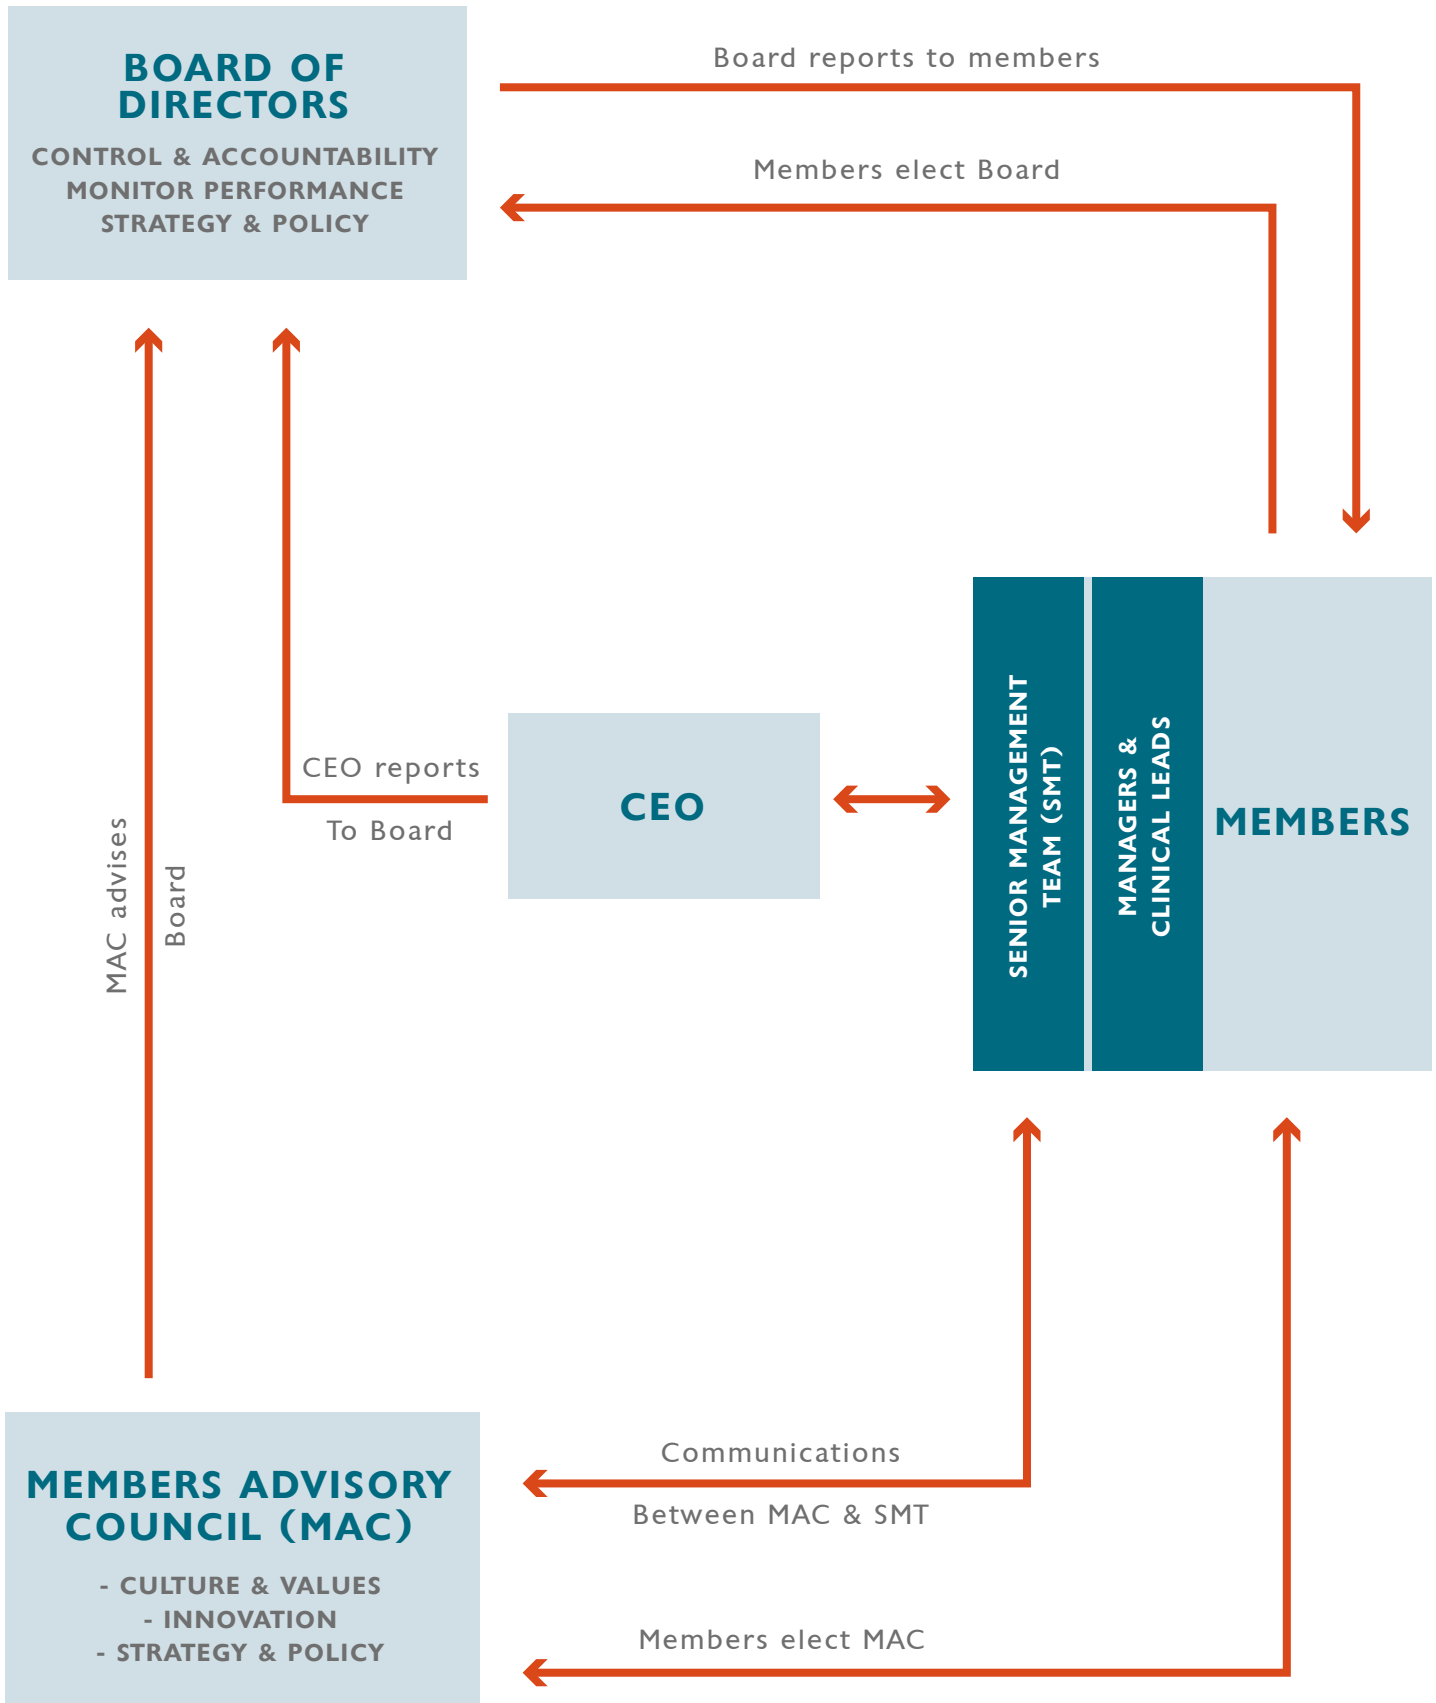 BOARD OF
DIRECTORS
CONTROL & ACCOUNTABILITY
MONITOR PERFORMANCE
STRATEGY & POLICY
Board reports to members
Members elect Board
CEO reports
To Board
CEO
SENIOR MANAGEMENT
TEAM (SMT)
MANAGERS &
CLINICAL LEADS
MEMBERS
MAC advises
Board
MEMBERS ADVISORY
COUNCIL (MAC)
- CULTURE & VALUES
- INNOVATION
- STRATEGY & POLICY
Communications
Between MAC & SMT
Members elect MAC